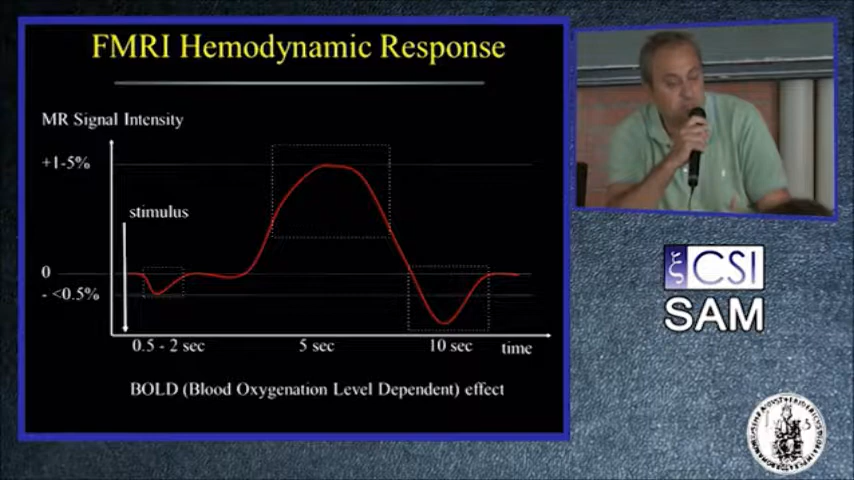 FMRI Hemodynamic Response
MR Signal Intensity
+1-5%
stimulus
0
- <0.5%
0.5 - 2 sec
5 sec
10 sec
time
BOLD (Blood Oxygenation Level Dependent) effect
ξCSI
SAM